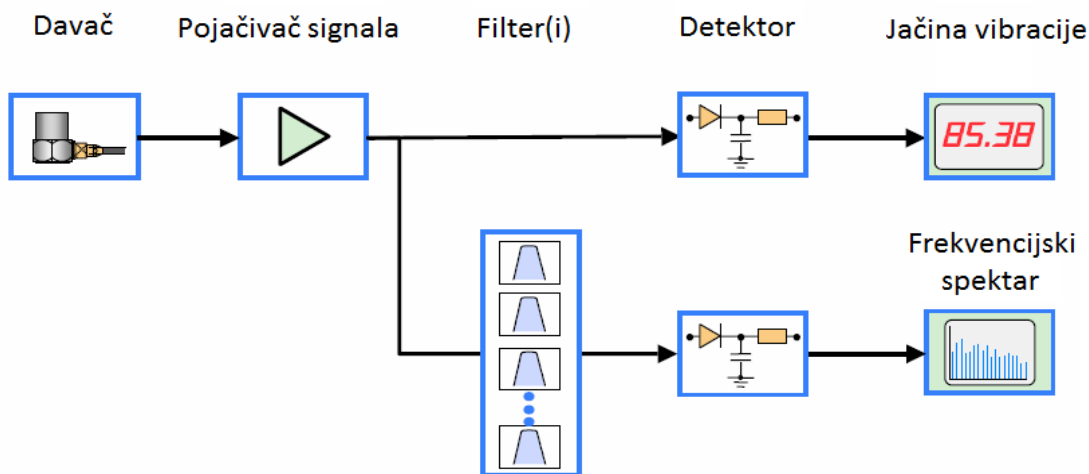 Davač
Pojačivač signala
Filter(i)
Detektor
Jačina vibracije
85.38
Frekvencijski
spektar